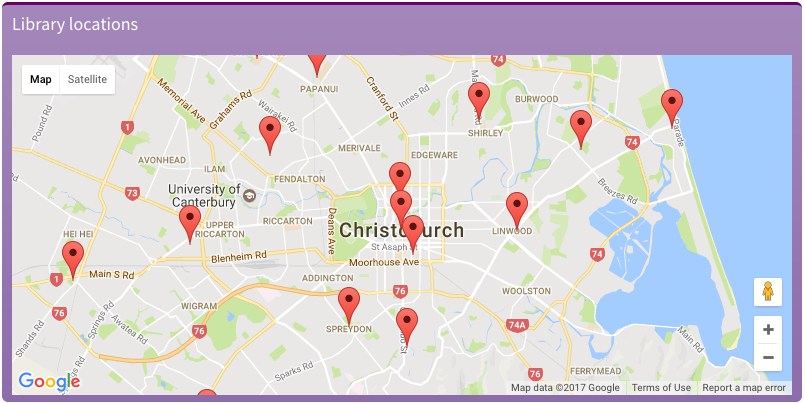 Library locations
Map Satellite
74
PAPANUI
Cranford St
Innes Rd
BURWOOD
Memorial Ave
Grahams Rd
Wairakei Rd
SHIRLEY
Pound Rd
1
Parade
MERIVALE
EDGEWARE
74
AVONHEAD
ILAM
FENDALTON
73
University of
Canterbury
Breezes Rd
Deans Ave
HEI HEI
UPPER
RICCARTON
RICCARTON
Christchurch
LINWOOD
St Asaph St
Blenheim Rd
Moorhouse Ave
74
1
Main S Rd
ADDINGTON
76
WOOLSTON
WIGRAM
Springs Rd
Awatea Rd
76
SPREYDON
74A
Shands Rd
Main Rd
76
Sparks Rd
FERRYMEAD
Google
Map data ©2017 Google Terms of Use Report a map error